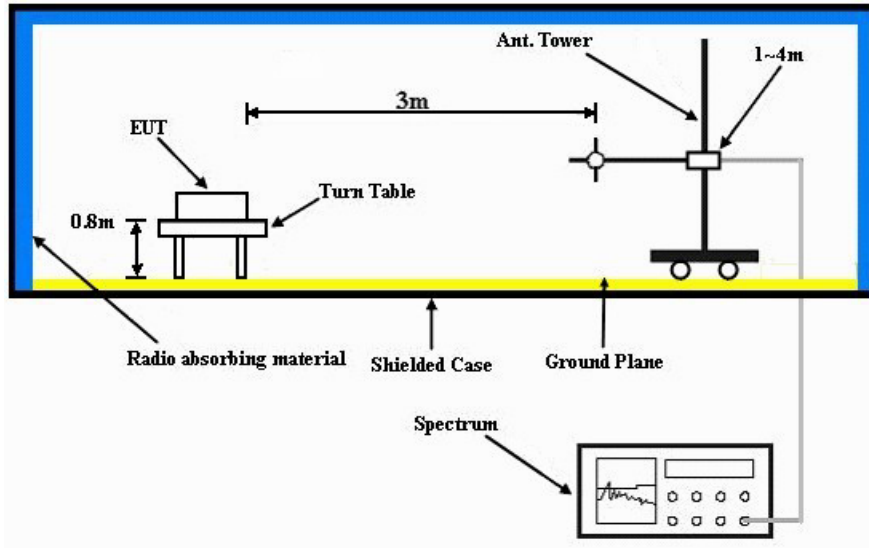 Ant. Tower
1~4m
3m
EUT
Turn Table
0.8m
Radio absorbing material
Shielded Case
Ground Plane
Spectrum